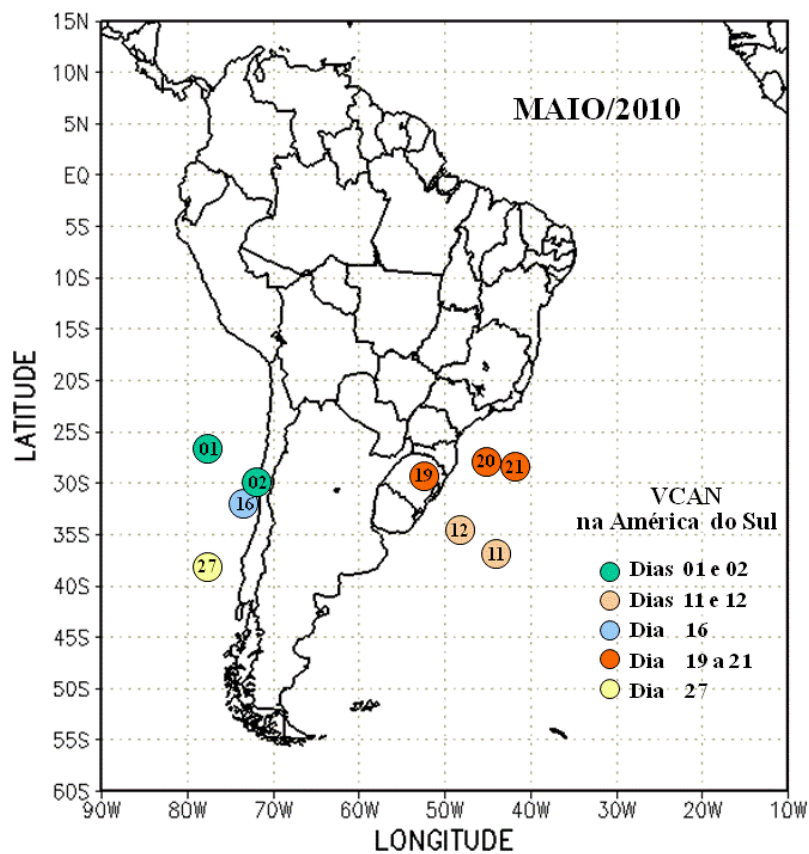 15N
10N
5N
EQ
5S
10S
15S
20S
25S
30S
35S
40S
45S
50S
55S
60S
LATITUDE
MAIO/2010
01
02
16
27
19
20
21
12
11
VCAN
na América do Sul
Dias 01 e 02
Dias 11 e 12
Dia 16
Dia 19 a 21
Dia 27
90W 80W 70W 60W 50W 40W 30W 20W 10W
LONGITUDE